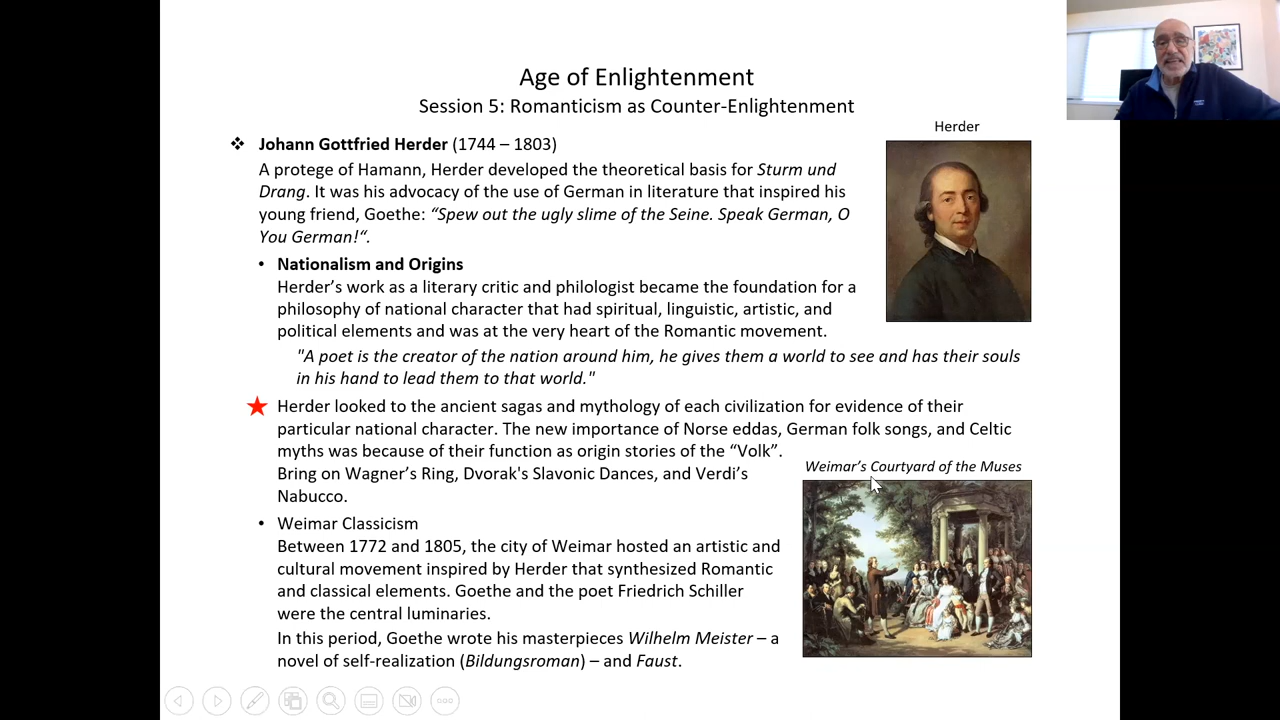 Age of Enlightenment
Session 5: Romanticism as Counter-Enlightenment
Herder
❖ Johann Gottfried Herder (1744 – 1803)
A protege of Hamann, Herder developed the theoretical basis for Sturm und
Drang. It was his advocacy of the use of German in literature that inspired his
young friend, Goethe: “Spew out the ugly slime of the Seine. Speak German, O
You German!“.
• Nationalism and Origins
Herder’s work as a literary critic and philologist became the foundation for a
philosophy of national character that had spiritual, linguistic, artistic, and
political elements and was at the very heart of the Romantic movement.
"A poet is the creator of the nation around him, he gives them a world to see and has their souls
in his hand to lead them to that world."
Herder looked to the ancient sagas and mythology of each civilization for evidence of their
particular national character. The new importance of Norse eddas, German folk songs, and Celtic
myths was because of their function as origin stories of the “Volk”.
Bring on Wagner’s Ring, Dvorak's Slavonic Dances, and Verdi’s
Nabucco.
Weimar’s Courtyard of the Muses
• Weimar Classicism
Between 1772 and 1805, the city of Weimar hosted an artistic and
cultural movement inspired by Herder that synthesized Romantic
and classical elements. Goethe and the poet Friedrich Schiller
were the central luminaries.
In this period, Goethe wrote his masterpieces Wilhelm Meister – a
novel of self-realization (Bildungsroman) – and Faust.